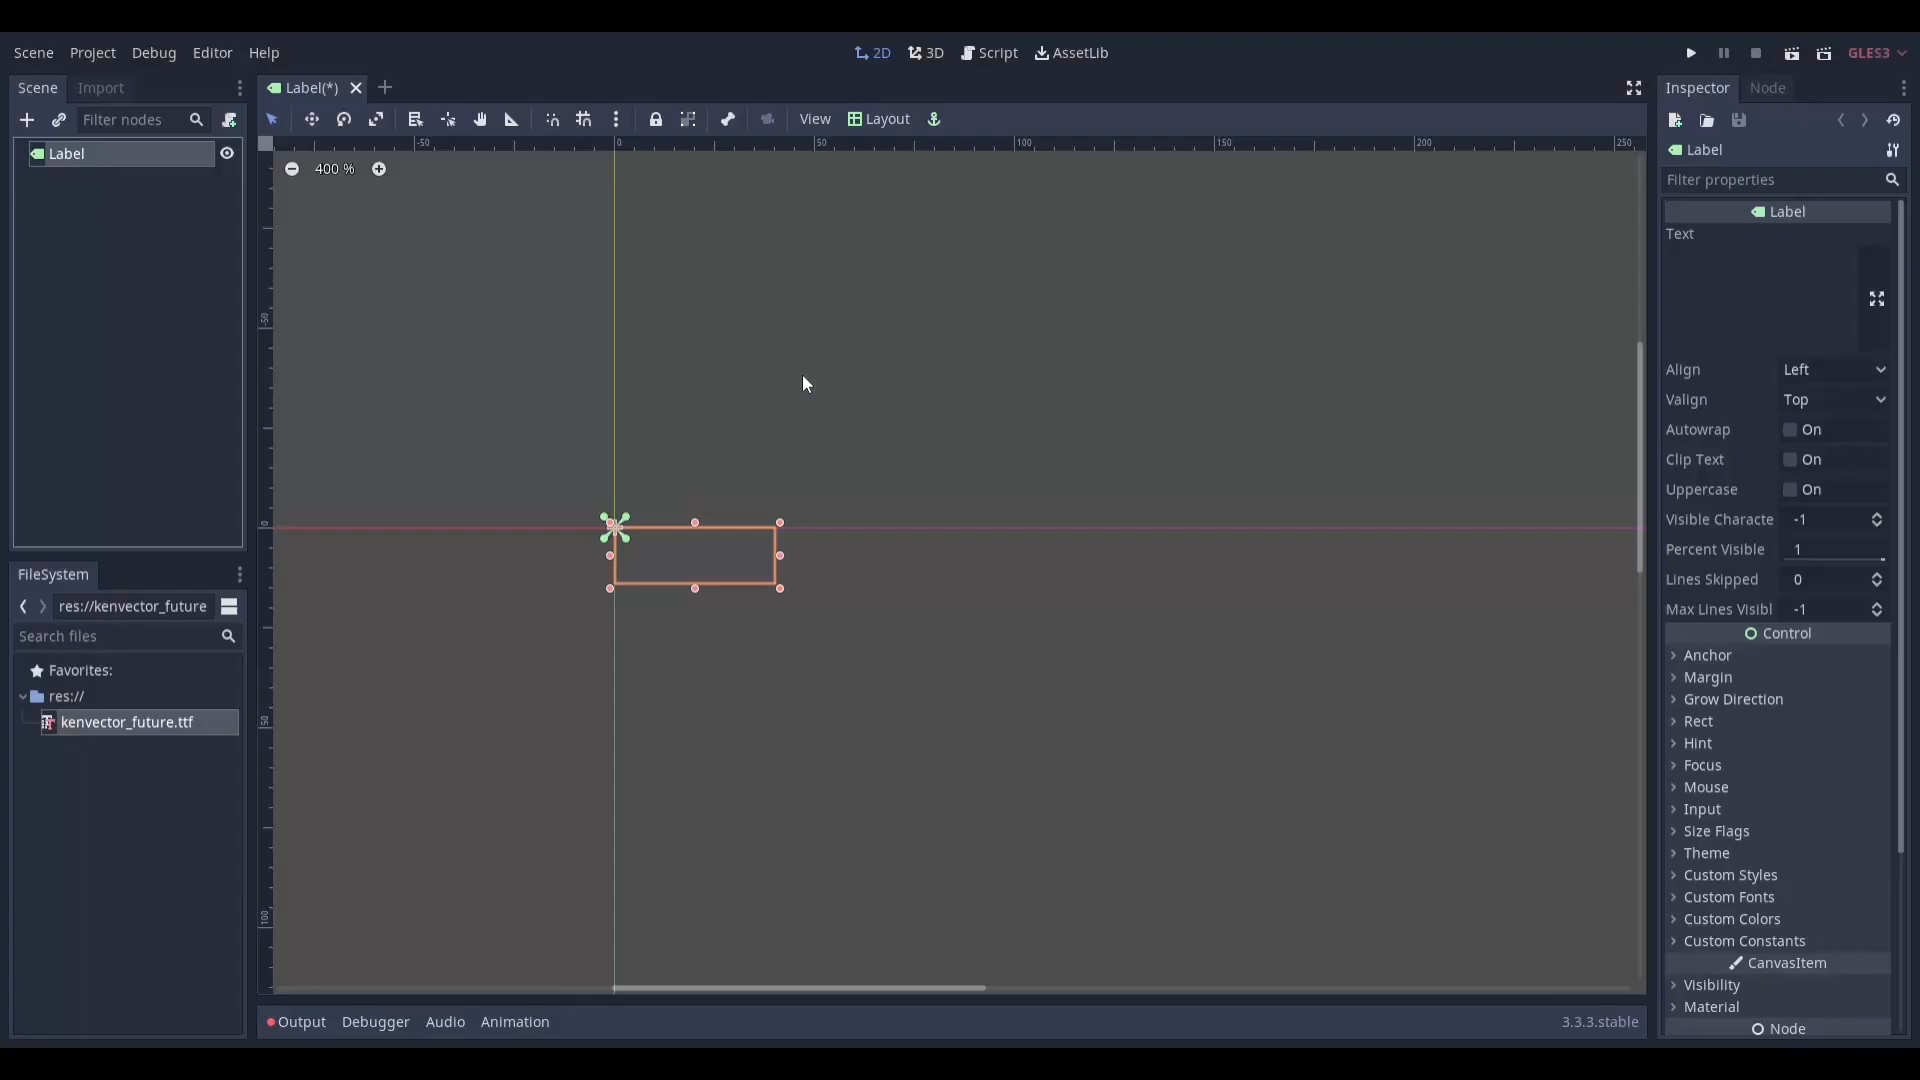 Scene Project Debug Editor Help
2D 3D Script AssetLib
GLES3
Scene Import
Filter nodes
Label
FileSystem
res://kenvector_future
Search files
Favorites:
res://
kenvector_future.ttf
Label(*)
View Layout
-50 0 50 100 150 200 250
400 %
-50
0
50
100
Output Debugger Audio Animation
3.3.3.stable
Inspector Node
Label
Filter properties
Label
Text
Align Left
Valign Top
Autowrap On
Clip Text On
Uppercase On
Visible Characte -1
Percent Visible 1
Lines Skipped 0
Max Lines Visibl -1
Control
Anchor
Margin
Grow Direction
Rect
Hint
Focus
Mouse
Input
Size Flags
Theme
Custom Styles
Custom Fonts
Custom Colors
Custom Constants
CanvasItem
Visibility
Material
Node